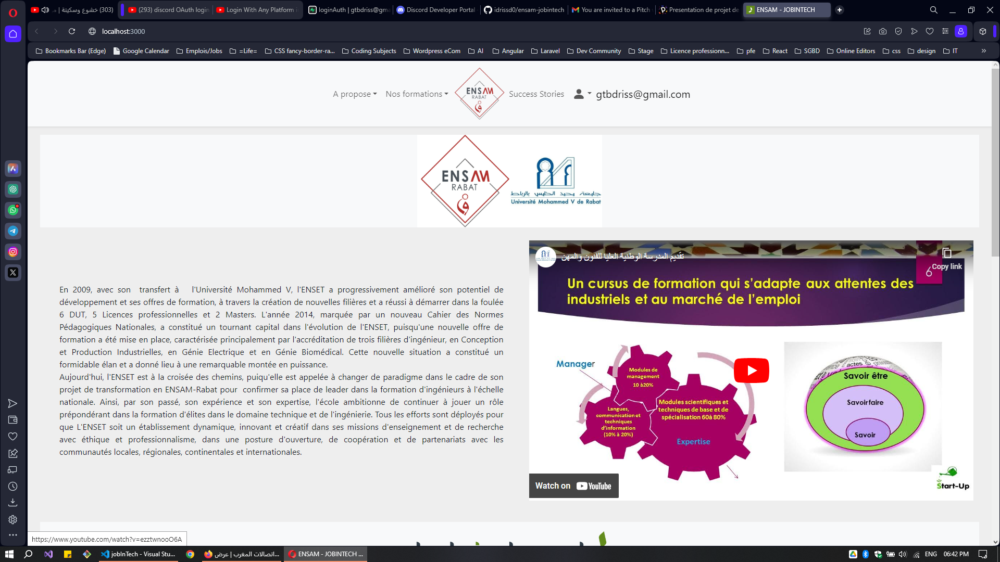 (303) خشوع وسكينة | م
(293) discord OAuth login
Login With Any Platform i
loginAuth | gtbdriss@gma
Discord Developer Portal
idrissd0/ensam-jobintech
You are invited to a Pitch
Presentation de projet de
ENSAM - JOBINTECH
localhost:3000
Bookmarks Bar (Edge)
Google Calendar
Emplois/Jobs
=Life=
CSS fancy-border-ra...
Coding Subjects
Wordpress eCom
AI
Angular
Laravel
Dev Community
Stage
Licence professionn...
pfe
React
SGBD
Online Editors
css
design
IT
A propose
Nos formations
ENSAM
RABAT
Success Stories
gtbdriss@gmail.com
ENSAM
RABAT
جامعة محمد الخامس بالرباط
Université Mohammed V de Rabat
En 2009, avec son transfert à l'Université Mohammed V, l'ENSET a progressivement amélioré son potentiel de
développement et ses offres de formation, à travers la création de nouvelles filières et a réussi à démarrer dans la foulée
6 DUT, 5 Licences professionnelles et 2 Masters. L'année 2014, marquée par un nouveau Cahier des Normes
Pédagogiques Nationales, a constitué un tournant capital dans l'évolution de l'ENSET, puisqu'une nouvelle offre de
formation a été mise en place, caractérisée principalement par l'accréditation de trois filières d'ingénieur, en Conception
et Production Industrielles, en Génie Electrique et en Génie Biomédical. Cette nouvelle situation a constitué un
formidable élan et a donné lieu à une remarquable montée en puissance.
Aujourd'hui, l'ENSET est à la croisée des chemins, puiqu'elle est appelée à changer de paradigme dans le cadre de son
projet de transformation en ENSAM-Rabat pour confirmer sa place de leader dans la formation d'ingénieurs à l'échelle
nationale. Ainsi, par son passé, son expérience et son expertise, l'école ambitionne de continuer à jouer un rôle
prépondérant dans la formation d'élites dans le domaine technique et de l'ingénierie. Tous les efforts sont déployés pour
que L'ENSET soit un établissement dynamique, innovant et créatif dans ses missions d'enseignement et de recherche
avec éthique et professionnalisme, dans une posture d'ouverture, de coopération et de partenariats avec les
communautés locales, régionales, continentales et internationales.
تقديم المدرسة الوطنية العليا للفنون والمهن
Copy link
6
Un cursus de formation qui s'adapte aux attentes des
industriels et au marché de l'emploi
Manager
Modules de
management
10 à20%
Langues,
communication et
techniques
d'information
(10% à 20%)
Modules scientifiques et
techniques de base et de
spécialisation 60à 80%
Expertise
Savoir être
Savoir faire
Savoir
Start-Up
Watch on YouTube
https://www.youtube.com/watch?v=ezztwnooO6A
jobInTech - Visual Stu...
اتصالات المغرب | عرض...
ENSAM - JOBINTECH ...
ENG
06:42 PM